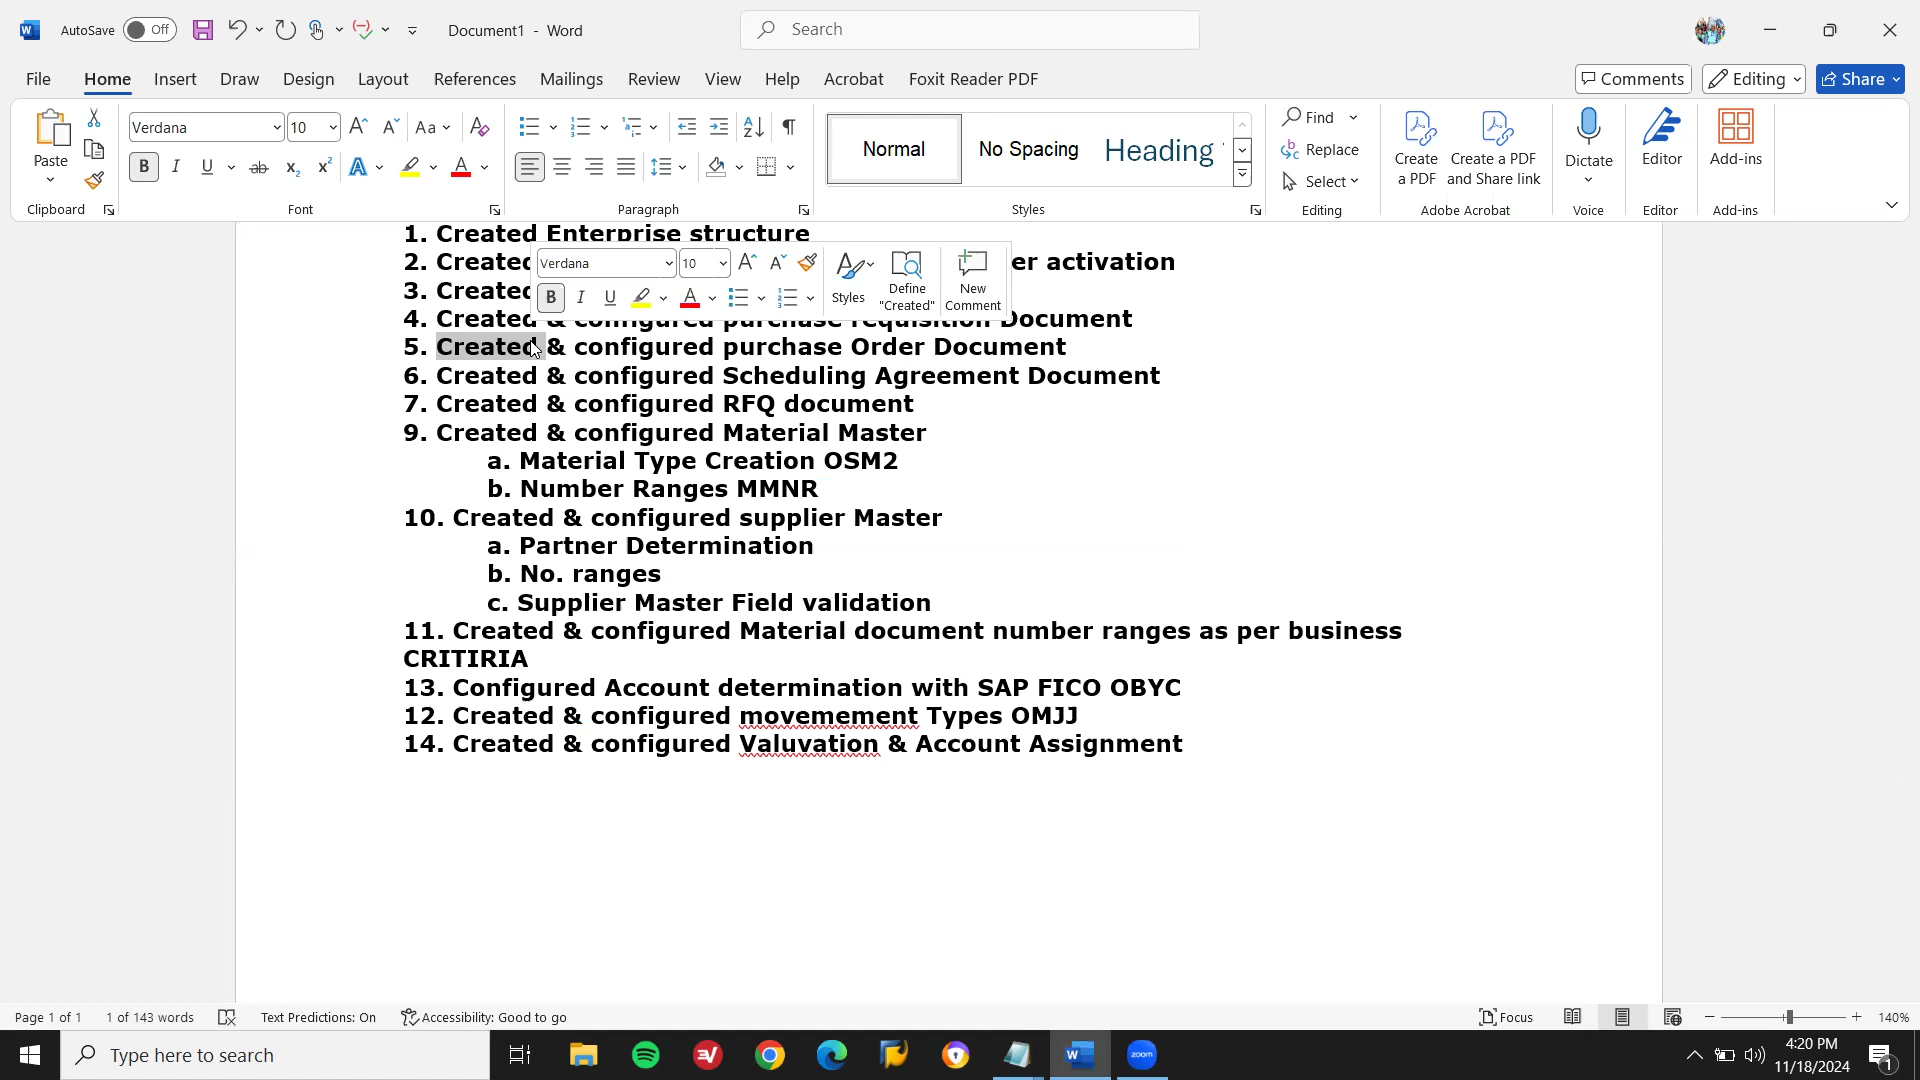 AutoSave Off Document1 - Word Search
File Home Insert Draw Design Layout References Mailings Review View Help Acrobat Foxit Reader PDF Comments Editing Share
Paste
Clipboard
Verdana 10
Font
Paragraph
Normal No Spacing Heading
Styles
Find
Replace
Select
Editing
Create a PDF
Create a PDF and Share link
Adobe Acrobat
Dictate
Voice
Editor
Editor
Add-ins
Add-ins
1. Created Enterprise structure
2. Created er activation
3. Created
4. Created & configured purchase requisition Document
5. Created & configured purchase Order Document
6. Created & configured Scheduling Agreement Document
7. Created & configured RFQ document
9. Created & configured Material Master
a. Material Type Creation OSM2
b. Number Ranges MMNR
10. Created & configured supplier Master
a. Partner Determination
b. No. ranges
c. Supplier Master Field validation
11. Created & configured Material document number ranges as per business
CRITIRIA
13. Configured Account determination with SAP FICO OBYC
12. Created & configured movemement Types OMJJ
14. Created & configured Valuvation & Account Assignment
Verdana 10
Styles
Define "Created"
New Comment
Page 1 of 1 1 of 143 words Text Predictions: On Accessibility: Good to go Focus 140%
Type here to search zoom 4:20 PM
11/18/2024 1